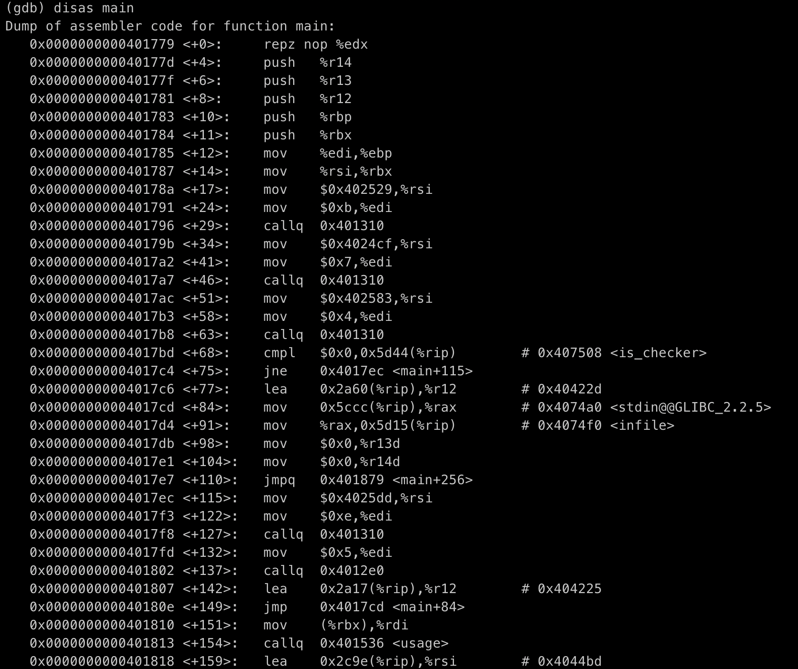 (gdb) disas main
Dump of assembler code for function main:
0x0000000000401779 <+0>: repz nop %edx
0x000000000040177d <+4>: push %r14
0x000000000040177f <+6>: push %r13
0x0000000000401781 <+8>: push %r12
0x0000000000401783 <+10>: push %rbp
0x0000000000401784 <+11>: push %rbx
0x0000000000401785 <+12>: mov %edi,%ebp
0x0000000000401787 <+14>: mov %rsi,%rbx
0x000000000040178a <+17>: mov $0x402529,%rsi
0x0000000000401791 <+24>: mov $0xb,%edi
0x0000000000401796 <+29>: callq 0x401310
0x000000000040179b <+34>: mov $0x4024cf,%rsi
0x00000000004017a2 <+41>: mov $0x7,%edi
0x00000000004017a7 <+46>: callq 0x401310
0x00000000004017ac <+51>: mov $0x402583,%rsi
0x00000000004017b3 <+58>: mov $0x4,%edi
0x00000000004017b8 <+63>: callq 0x401310
0x00000000004017bd <+68>: cmpl $0x0,0x5d44(%rip) # 0x407508 <is_checker>
0x00000000004017c4 <+75>: jne 0x4017ec <main+115>
0x00000000004017c6 <+77>: lea 0x2a60(%rip),%r12 # 0x40422d
0x00000000004017cd <+84>: mov 0x5ccc(%rip),%rax # 0x4074a0 <stdin@@GLIBC_2.2.5>
0x00000000004017d4 <+91>: mov %rax,0x5d15(%rip) # 0x4074f0 <infile>
0x00000000004017db <+98>: mov $0x0,%r13d
0x00000000004017e1 <+104>: mov $0x0,%r14d
0x00000000004017e7 <+110>: jmpq 0x401879 <main+256>
0x00000000004017ec <+115>: mov $0x4025dd,%rsi
0x00000000004017f3 <+122>: mov $0xe,%edi
0x00000000004017f8 <+127>: callq 0x401310
0x00000000004017fd <+132>: mov $0x5,%edi
0x0000000000401802 <+137>: callq 0x4012e0
0x0000000000401807 <+142>: lea 0x2a17(%rip),%r12 # 0x404225
0x000000000040180e <+149>: jmp 0x4017cd <main+84>
0x0000000000401810 <+151>: mov (%rbx),%rdi
0x0000000000401813 <+154>: callq 0x401536 <usage>
0x0000000000401818 <+159>: lea 0x2c9e(%rip),%rsi # 0x4044bd